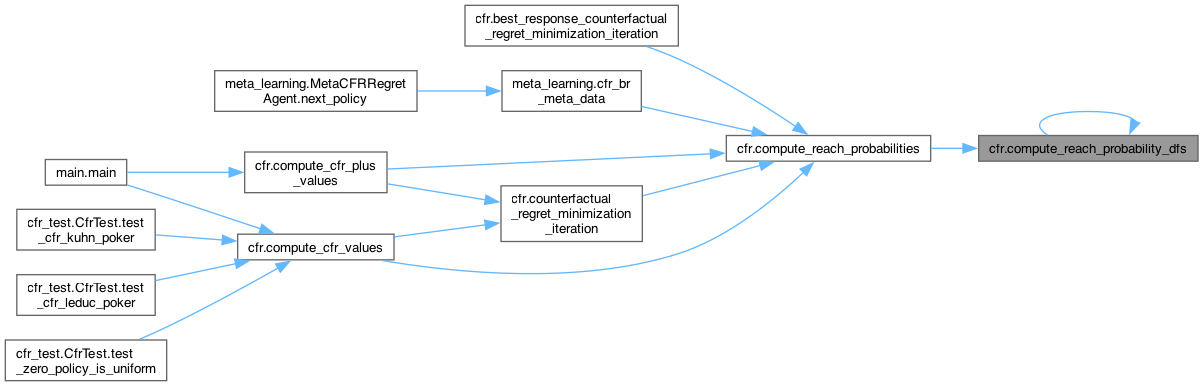 cfr.best_response_counterfactual
_regret_minimization_iteration
meta_learning.MetaCFRRegret
Agent.next_policy
meta_learning.cfr_br
_meta_data
cfr.compute_reach_probabilities
cfr.compute_reach_probability_dfs
main.main
cfr.compute_cfr_plus
_values
cfr.counterfactual
_regret_minimization
_iteration
cfr_test.CfrTest.test
_cfr_kuhn_poker
cfr.compute_cfr_values
cfr_test.CfrTest.test
_cfr_leduc_poker
cfr_test.CfrTest.test
_zero_policy_is_uniform